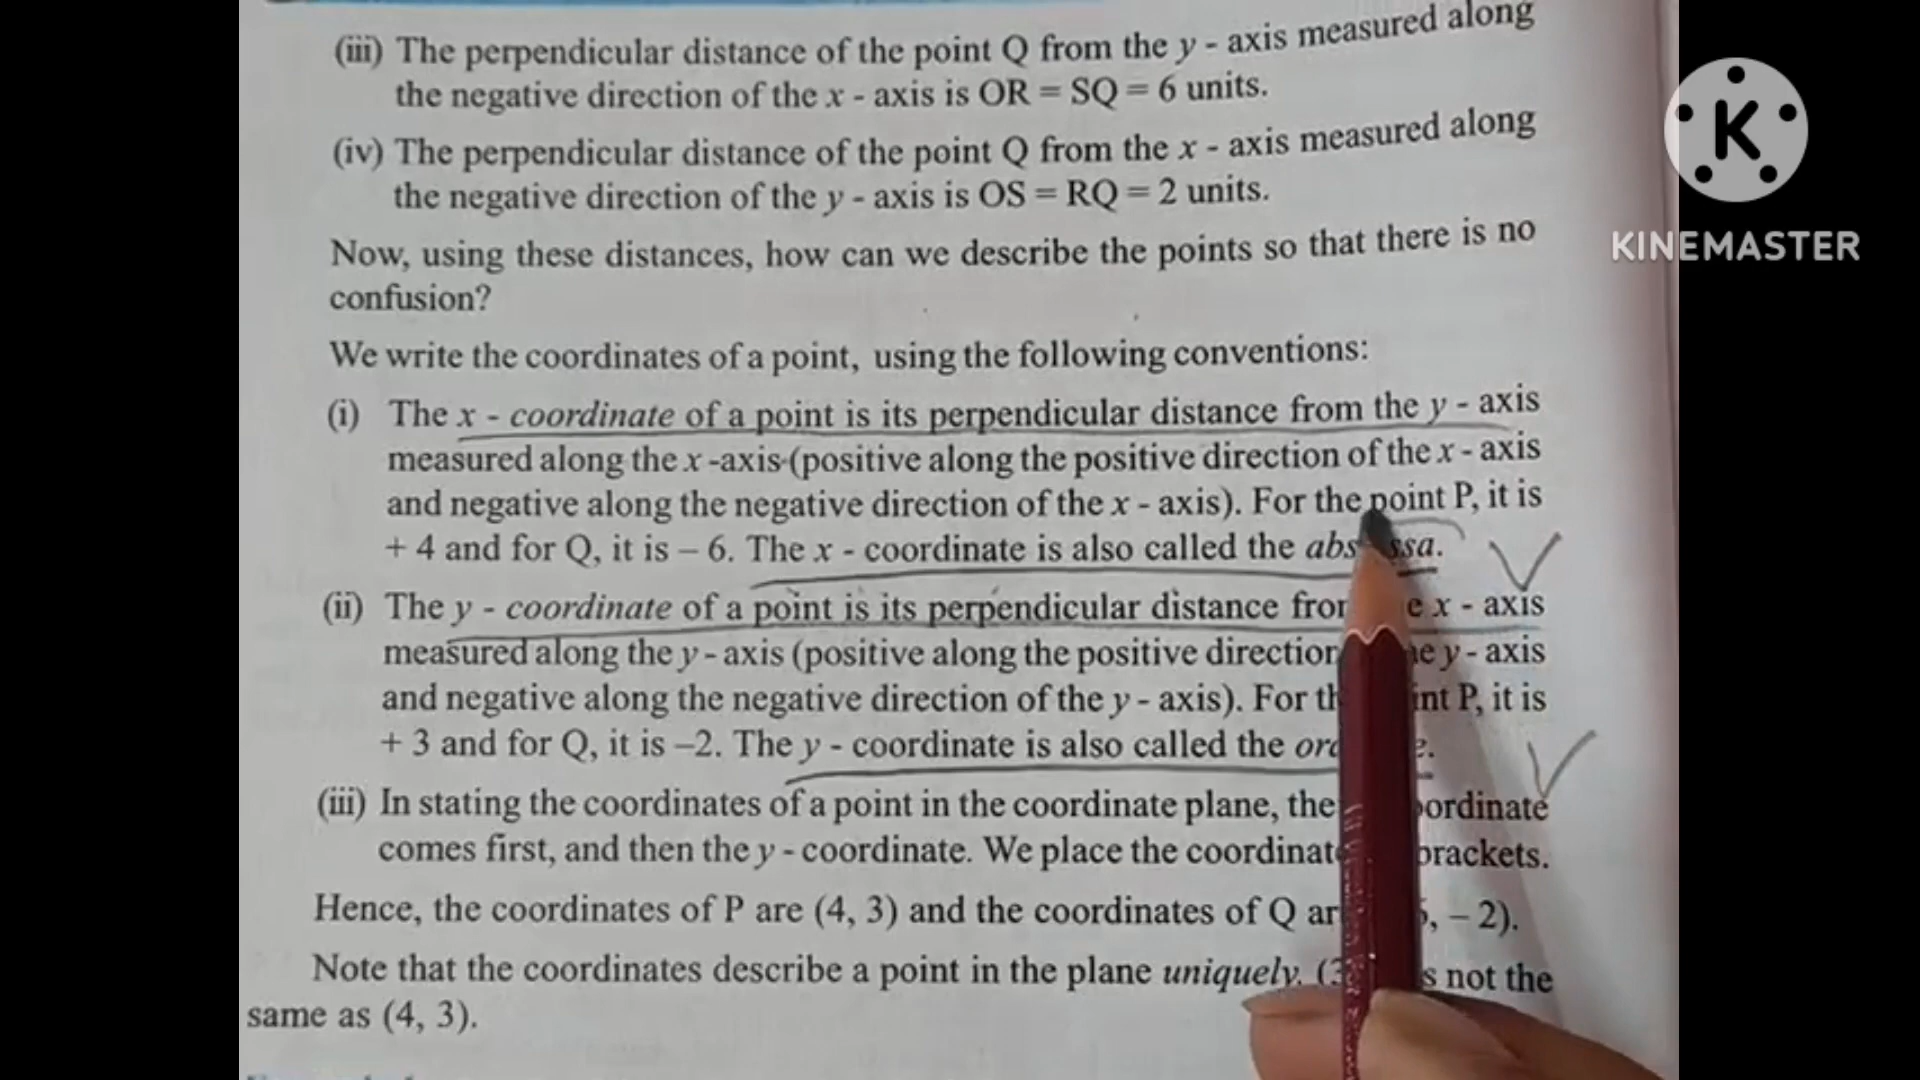 (iii) The perpendicular distance of the point Q from the y - axis measured along
the negative direction of the x - axis is OR = SQ = 6 units.
(iv) The perpendicular distance of the point Q from the x - axis measured along
the negative direction of the y - axis is OS = RQ = 2 units.
Now, using these distances, how can we describe the points so that there is no
confusion?
We write the coordinates of a point, using the following conventions:
(i) The x - coordinate of a point is its perpendicular distance from the y - axis
measured along the x -axis (positive along the positive direction of the x - axis
and negative along the negative direction of the x - axis). For the point P, it is
+ 4 and for Q, it is – 6. The x - coordinate is also called the
(ii) The y - coordinate of a point is its perpendicular distance x - axis
measured along the y - axis (positive along the positive y - axis
and negative along the negative direction of the y - axis). For P, it is
+ 3 and for Q, it is –2. The y - coordinate is also called the
(iii) In stating the coordinates of a point in the coordinate plane, the
comes first, and then the y - coordinate. We place the brackets.
Hence, the coordinates of P are (4, 3) and the coordinates of Q , – 2).
Note that the coordinates describe a point in the plane uniquely. not the
same as (4, 3).
K
KINEMASTER